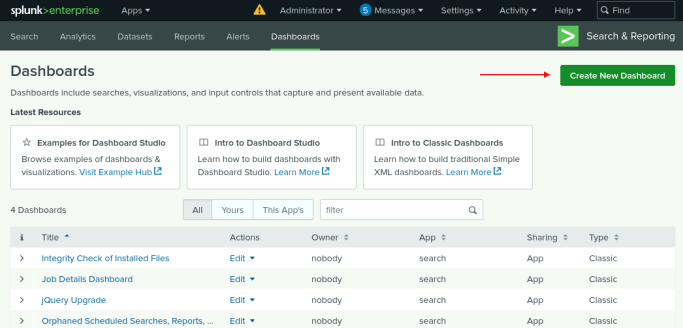 splunk>enterprise Apps Administrator 5 Messages Settings Activity Help Find
Search Analytics Datasets Reports Alerts Dashboards Search & Reporting
Dashboards
Create New Dashboard
Dashboards include searches, visualizations, and input controls that capture and present available data.
Latest Resources
Examples for Dashboard Studio
Browse examples of dashboards &
visualizations. Visit Example Hub
Intro to Dashboard Studio
Learn how to build dashboards with
Dashboard Studio. Learn More
Intro to Classic Dashboards
Learn how to build traditional Simple
XML dashboards. Learn More
4 Dashboards All Yours This App's filter
i Title Actions Owner App Sharing Type
Integrity Check of Installed Files Edit nobody search App Classic
Job Details Dashboard Edit nobody search App Classic
jQuery Upgrade Edit nobody search App Classic
Orphaned Scheduled Searches, Reports, ... Edit nobody search App Classic